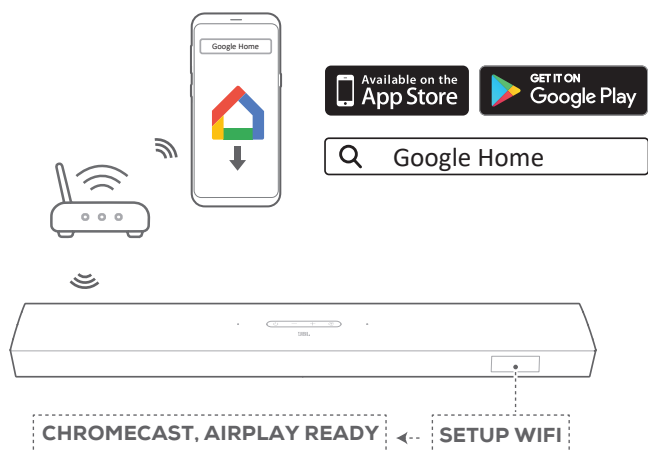 Google Home
Available on the
App Store
GET IT ON
Google Play
Google Home
JBL
CHROMECAST, AIRPLAY READY
SETUP WIFI